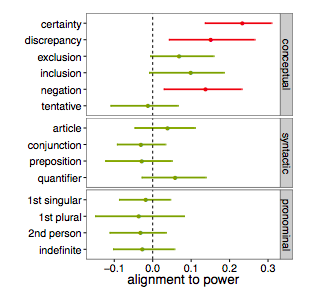 certainty
discrepancy
exclusion
inclusion
negation
tentative
conceptual
article
conjunction
preposition
quantifier
syntactic
1st singular
1st plural
2nd person
indefinite
pronominal
−0.1 0.0 0.1 0.2 0.3
alignment to power